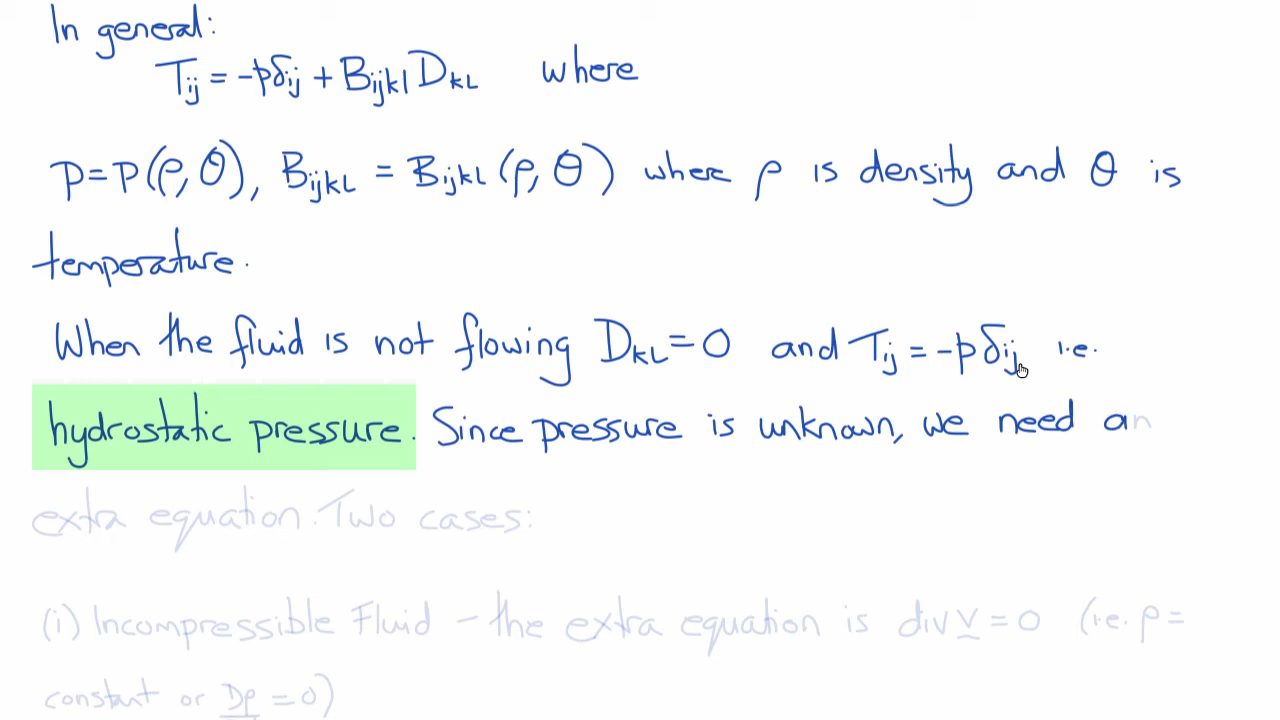 In general:
Tij = -pδij + Bijkl DkL where
p = p(ρ, θ), BijkL = BijkL (ρ, θ) where ρ is density and θ is
temperature.
When the fluid is not flowing DkL = 0 and Tij = -pδij i.e.
hydrostatic pressure. Since pressure is unknown, we need an
extra equation. Two cases:
(i) Incompressible Fluid - the extra equation is div v = 0 (i.e. ρ =
constant or Dρ = 0)